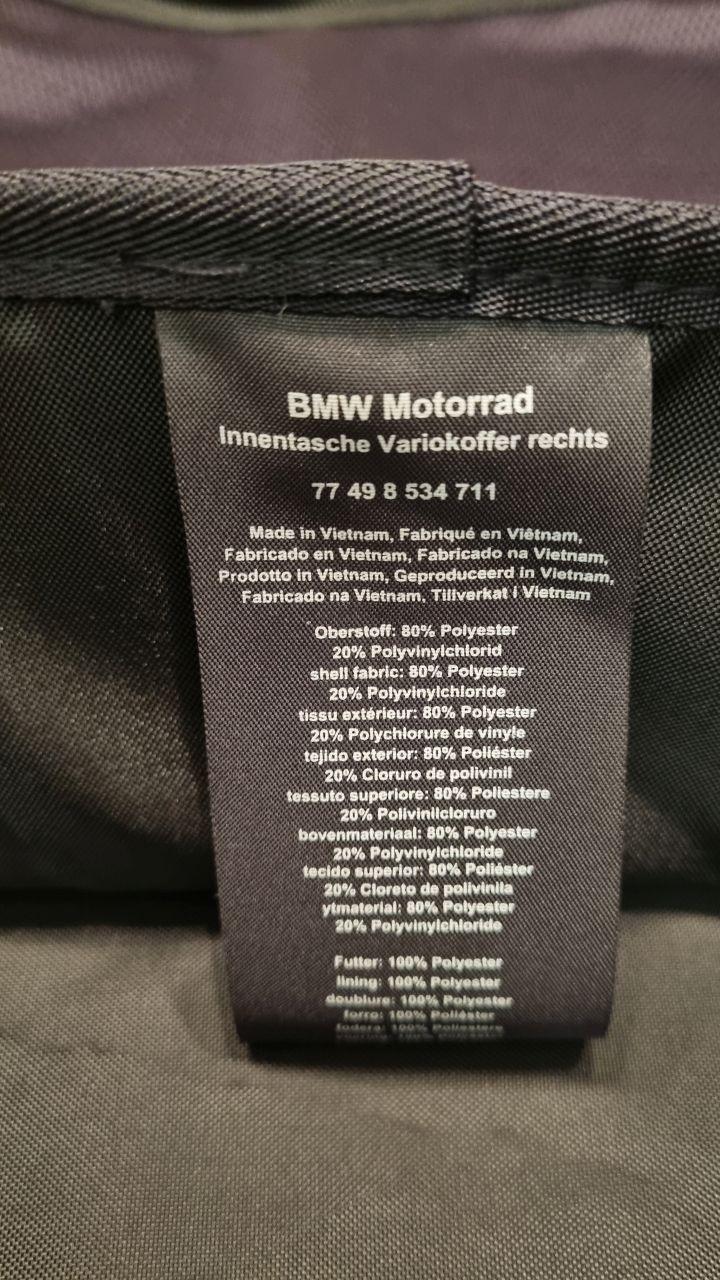 BMW Motorrad
Innentasche Variokoffer rechts
77 49 8 534 711
Made in Vietnam, Fabriqué en Viêtnam,
Fabricado en Vietnam, Fabricado na Vietnam,
Prodotto in Vietnam, Geproduceerd in Vietnam,
Fabricado na Vietnam, Tillverkat i Vietnam
Oberstoff: 80% Polyester
20% Polyvinylchlorid
shell fabric: 80% Polyester
20% Polyvinylchloride
tissu extérieur: 80% Polyester
20% Polychlorure de vinyle
tejido exterior: 80% Poliéster
20% Cloruro de polivinil
tessuto superiore: 80% Poliestere
20% Polivinilcloruro
bovenmateriaal: 80% Polyester
20% Polyvinylchloride
tecido superior: 80% Poliéster
20% Cloreto de polivinila
ytmaterial: 80% Polyester
20% Polyvinylchloride
Futter: 100% Polyester
lining: 100% Polyester
doublure: 100% Polyester
forro: 100% Poliéster
fodera: 100% Poliestere